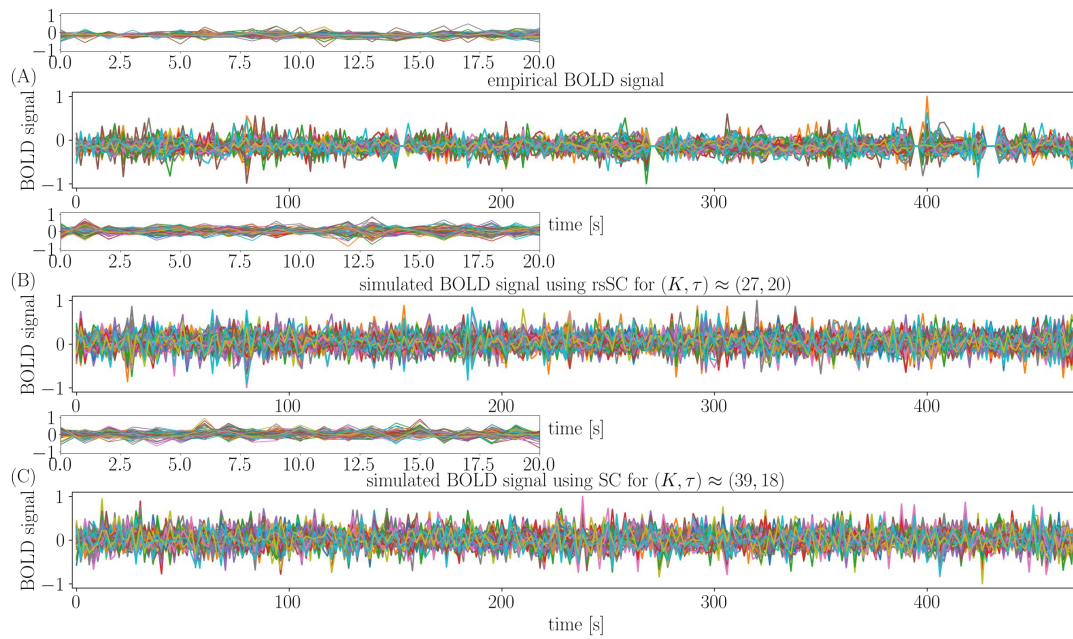 1
0
−1
0.0 2.5 5.0 7.5 10.0 12.5 15.0 17.5 20.0
(A)
empirical BOLD signal
BOLD signal
1
0
−1
0 100 200 300 400
time [s]
1
0
−1
0.0 2.5 5.0 7.5 10.0 12.5 15.0 17.5 20.0
(B)
simulated BOLD signal using rsSC for (K, τ) ≈ (27, 20)
BOLD signal
1
0
−1
0 100 200 300 400
time [s]
1
0
−1
0.0 2.5 5.0 7.5 10.0 12.5 15.0 17.5 20.0
(C)
simulated BOLD signal using SC for (K, τ) ≈ (39, 18)
BOLD signal
1
0
−1
0 100 200 300 400
time [s]